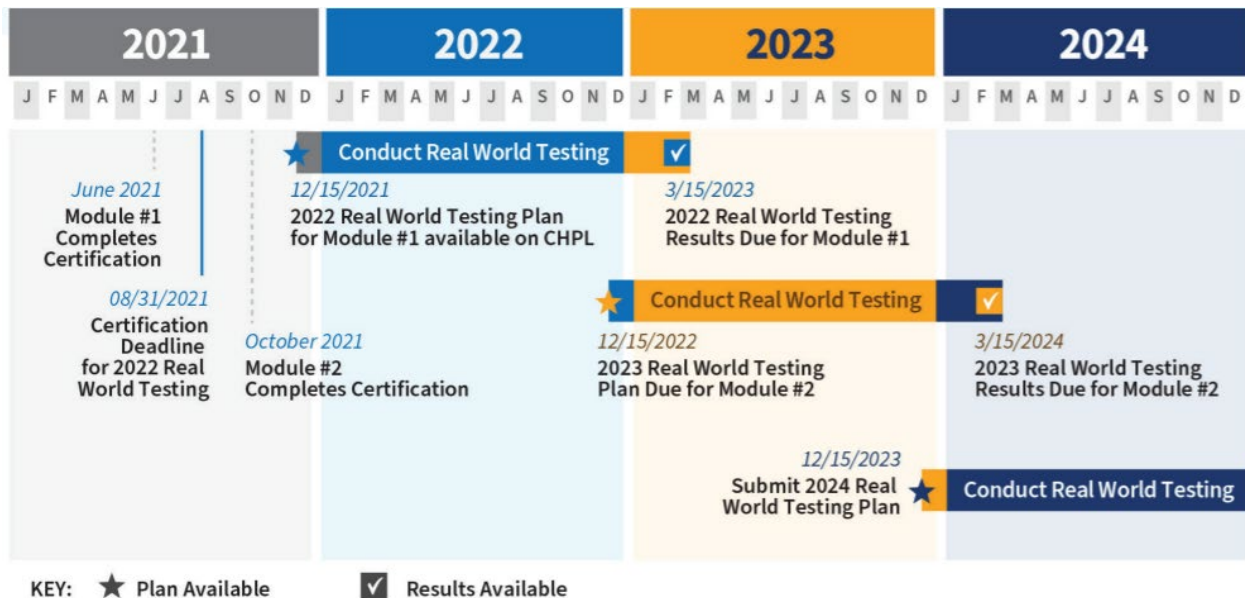 2021 2022 2023 2024
J F M A M J J A S O N D J F M A M J J A S O N D J F M A M J J A S O N D J F M A M J J A S O N D
Conduct Real World Testing
June 2021
Module #1
Completes
Certification
12/15/2021
2022 Real World Testing Plan
for Module #1 available on CHPL
3/15/2023
2022 Real World Testing
Results Due for Module #1
Conduct Real World Testing
08/31/2021
Certification
Deadline
for 2022 Real
World Testing
October 2021
Module #2
Completes Certification
12/15/2022
2023 Real World Testing
Plan Due for Module #2
3/15/2024
2023 Real World Testing
Results Due for Module #2
12/15/2023
Submit 2024 Real
World Testing Plan
Conduct Real World Testing
KEY: Plan Available Results Available